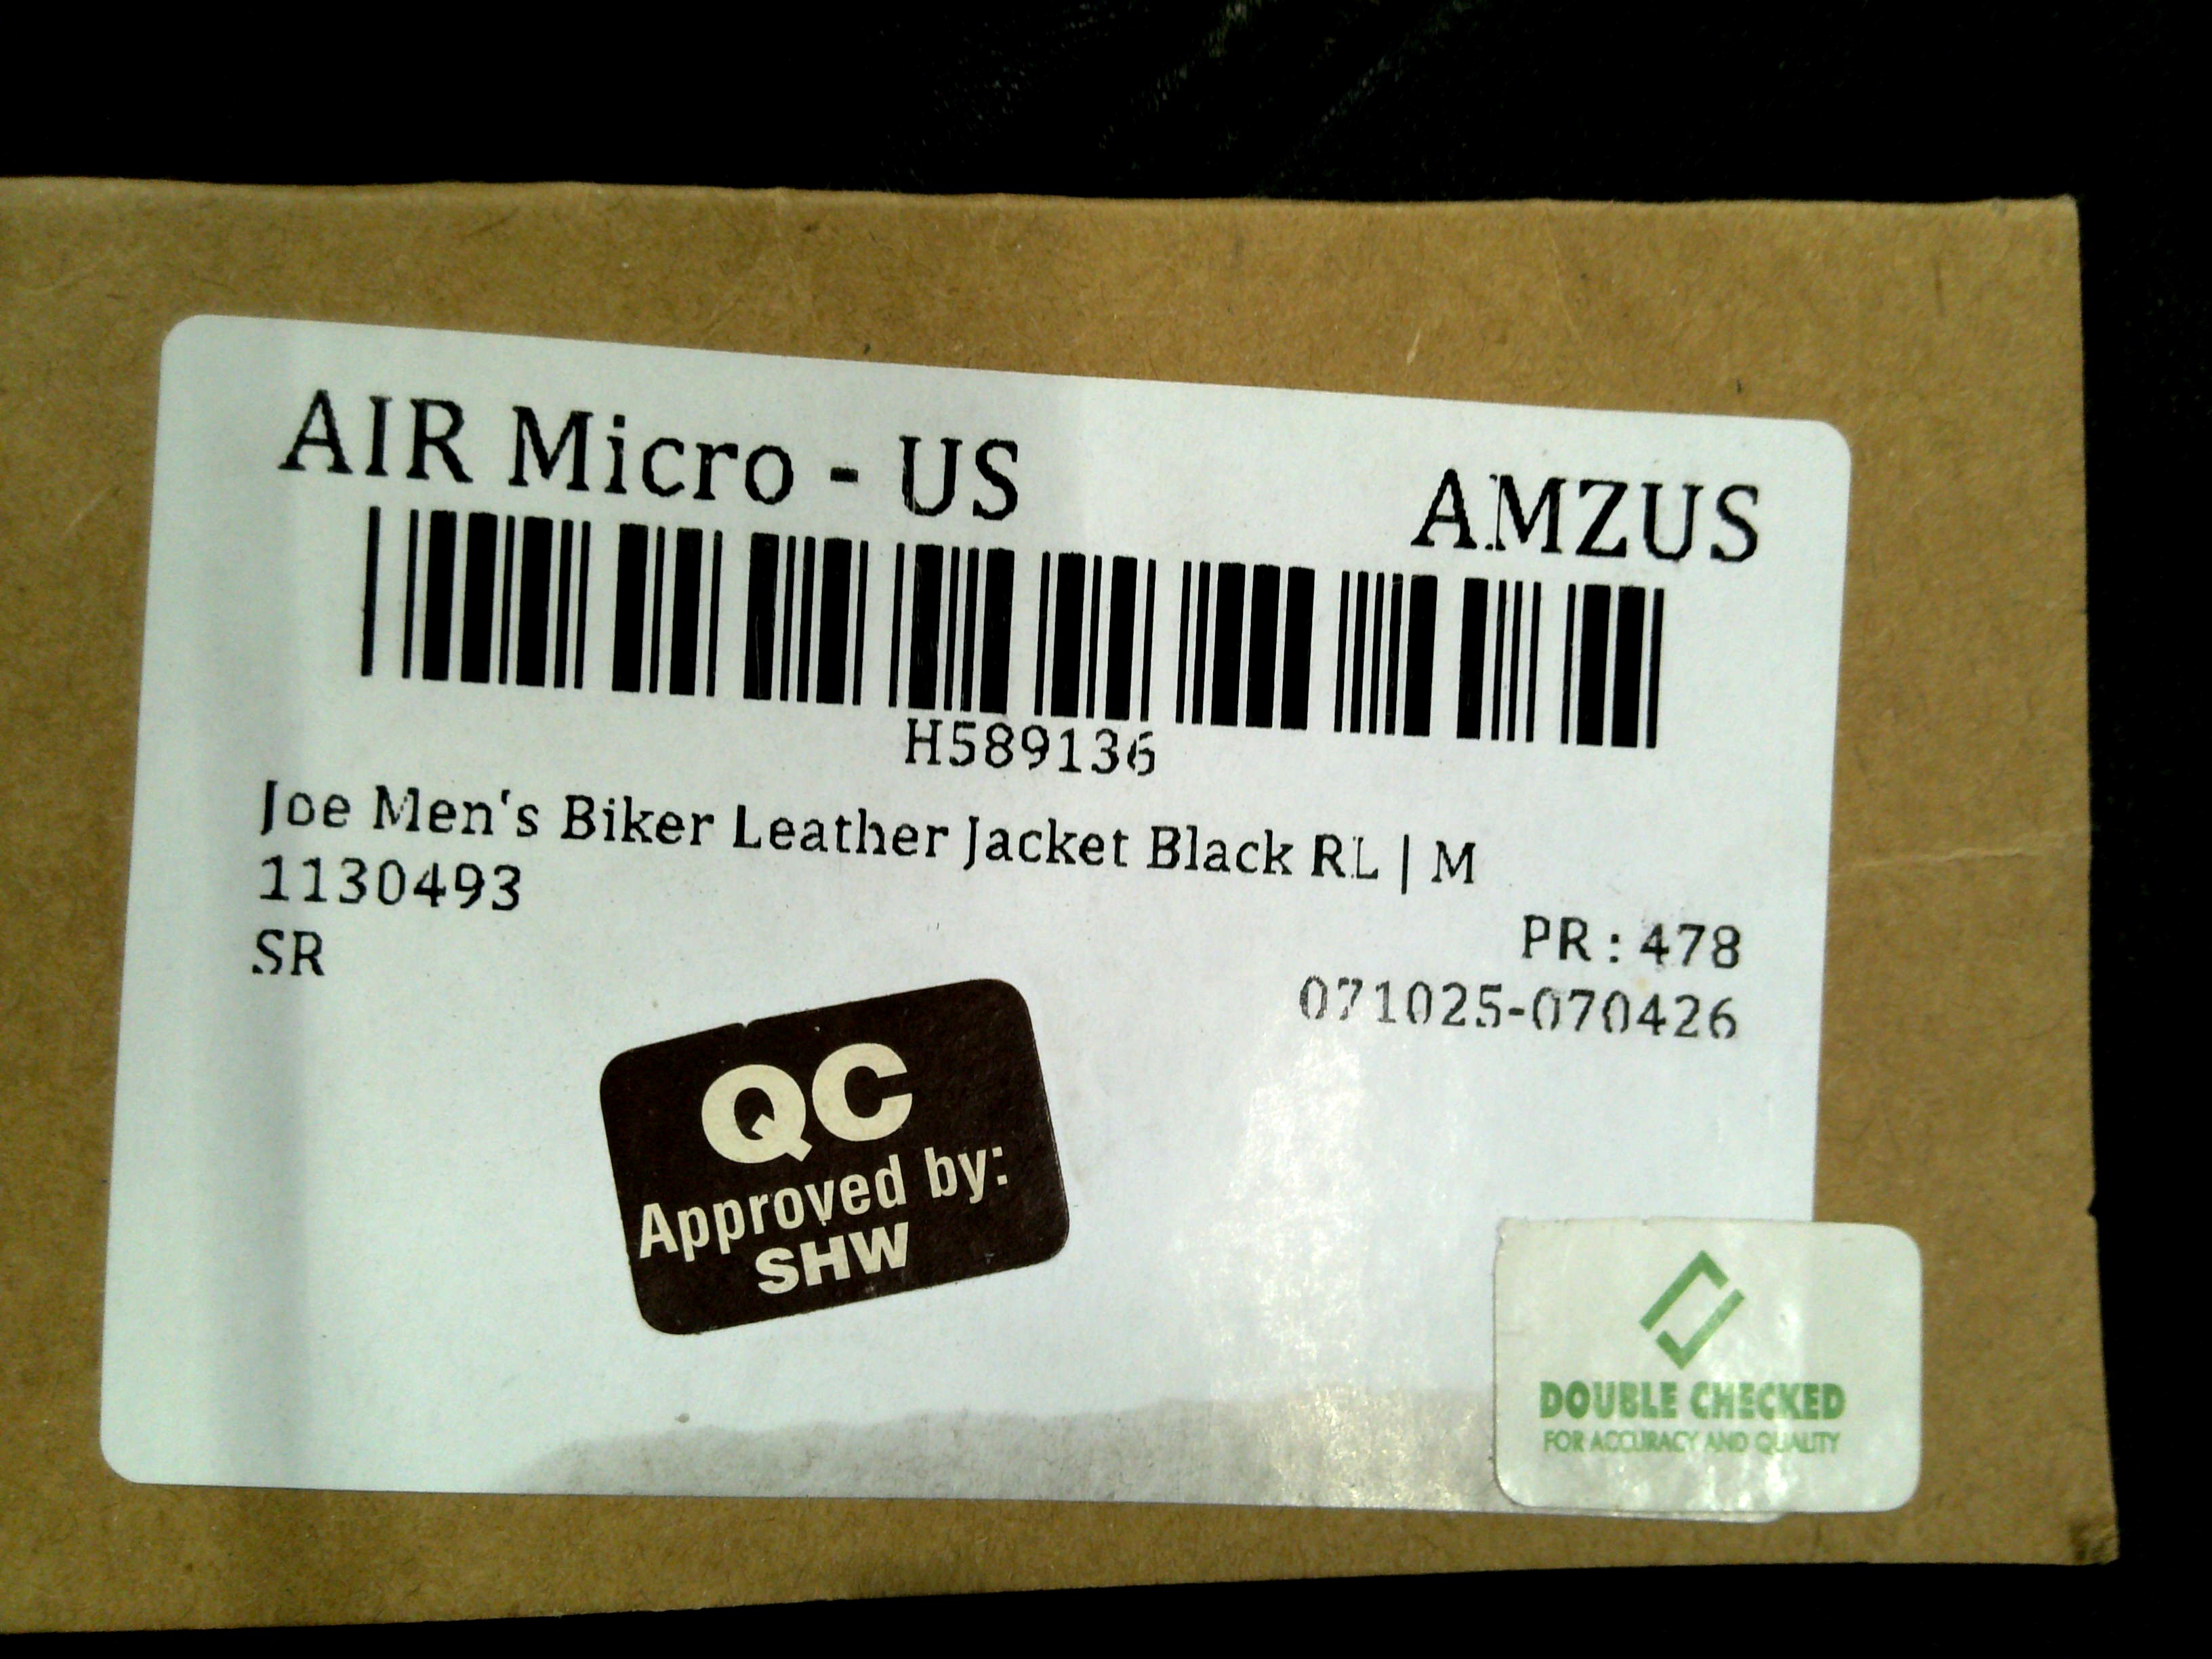 AIR Micro - US
AMZUS
H589136
Joe Men's Biker Leather Jacket Black RL | M
1130493
PR : 478
SR
071025-070426
QC
Approved by:
SHW
DOUBLE CHECKED
FOR ACCURACY AND QUALITY